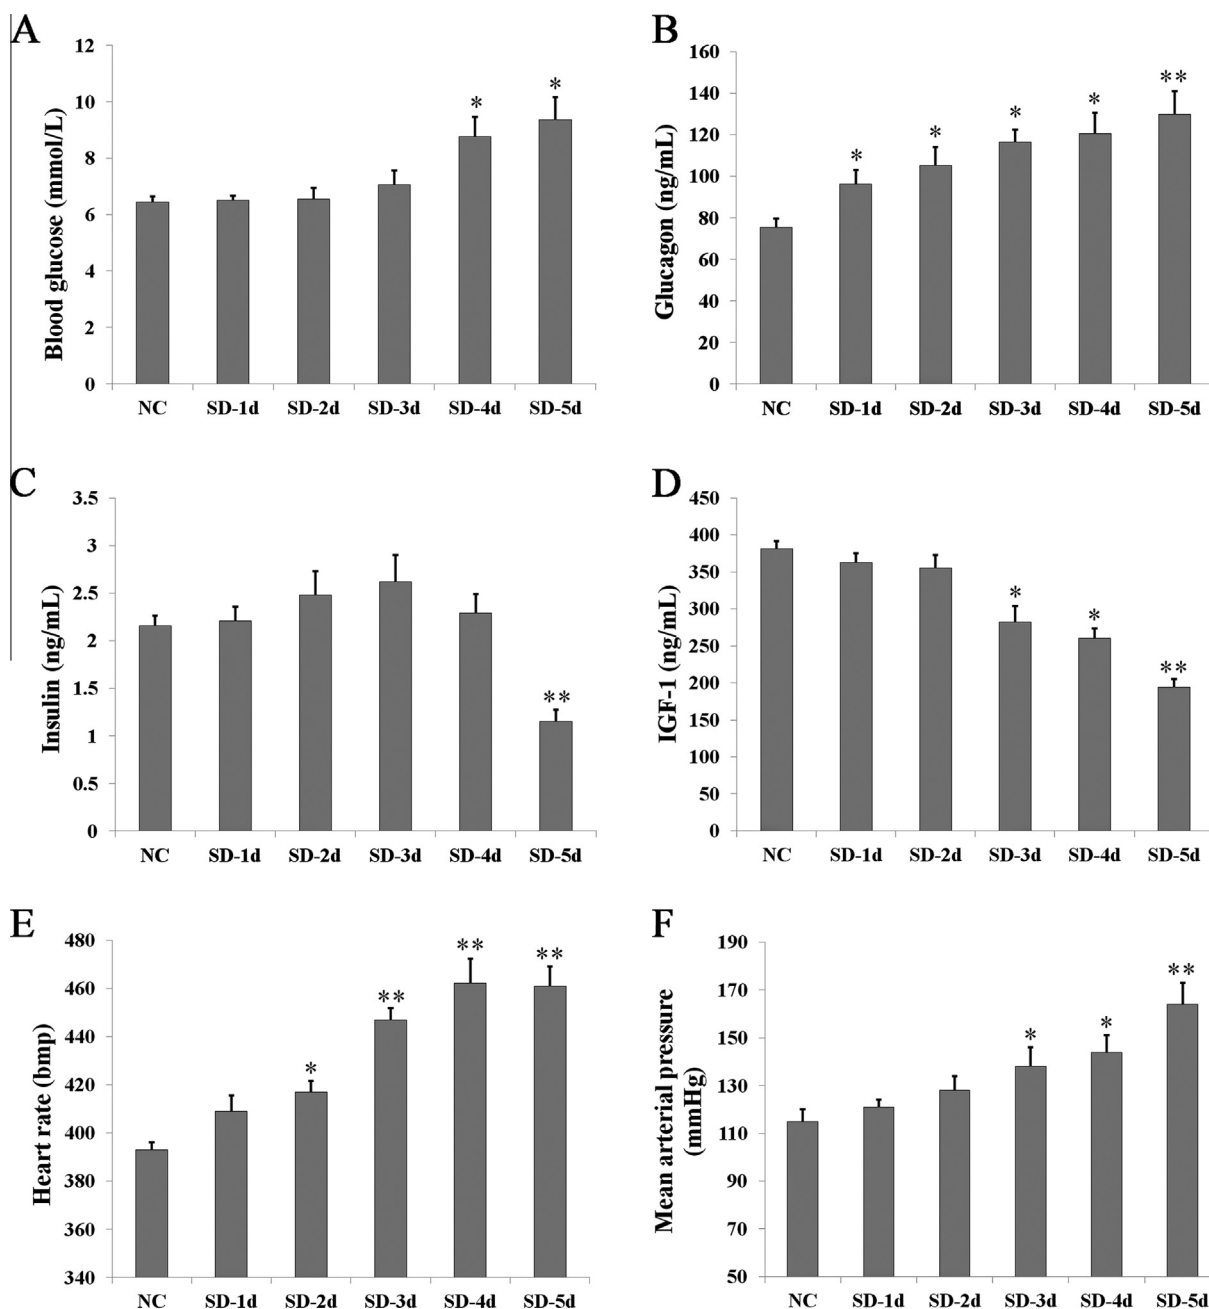 A
Blood glucose (mmol/L)
12
10
8
6
4
2
0
* *
NC SD-1d SD-2d SD-3d SD-4d SD-5d
B
Glucagon (ng/mL)
160
140
120
100
80
60
40
20
0
* * * * **
NC SD-1d SD-2d SD-3d SD-4d SD-5d
C
Insulin (ng/mL)
3.5
3
2.5
2
1.5
1
0.5
0
**
NC SD-1d SD-2d SD-3d SD-4d SD-5d
D
IGF-1 (ng/mL)
450
400
350
300
250
200
150
100
50
0
* * **
NC SD-1d SD-2d SD-3d SD-4d SD-5d
E
Heart rate (bmp)
480
460
440
420
400
380
360
340
* ** ** **
NC SD-1d SD-2d SD-3d SD-4d SD-5d
F
Mean arterial pressure
(mmHg)
190
170
150
130
110
90
70
50
* * **
NC SD-1d SD-2d SD-3d SD-4d SD-5d